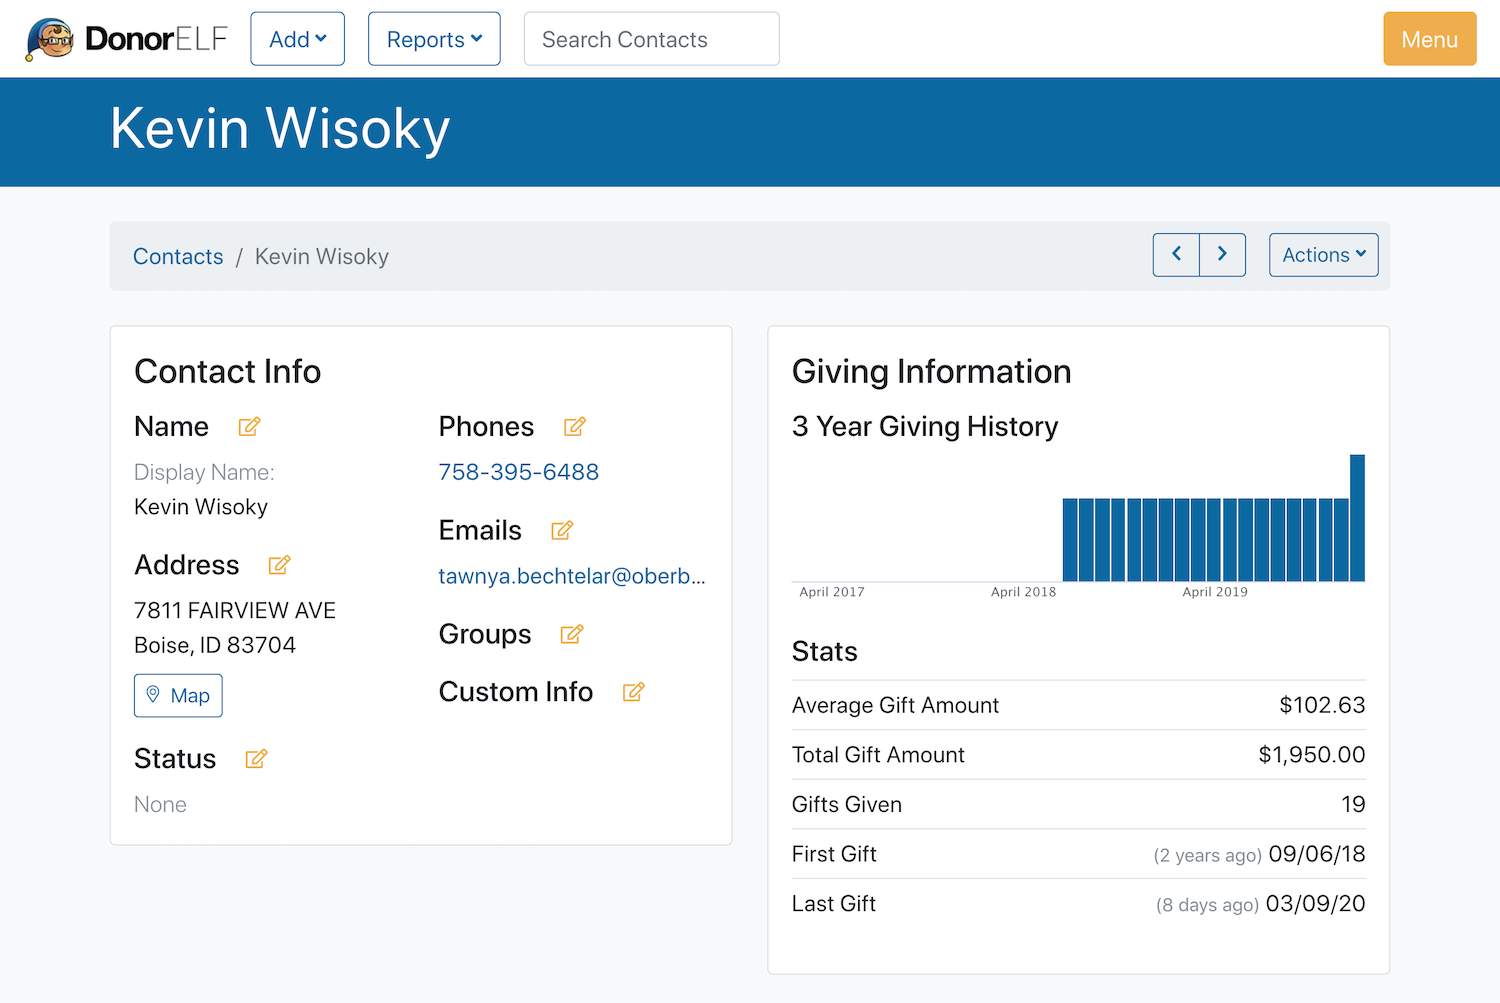 DonorELF
Add
Reports
Search Contacts
Menu
Kevin Wisoky
Contacts / Kevin Wisoky
Actions
Contact Info
Name
Display Name:
Kevin Wisoky
Address
7811 FAIRVIEW AVE
Boise, ID 83704
Map
Status
None
Phones
758-395-6488
Emails
tawnya.bechtelar@oberb...
Groups
Custom Info
Giving Information
3 Year Giving History
April 2017 April 2018 April 2019
Stats
Average Gift Amount $102.63
Total Gift Amount $1,950.00
Gifts Given 19
First Gift (2 years ago) 09/06/18
Last Gift (8 days ago) 03/09/20